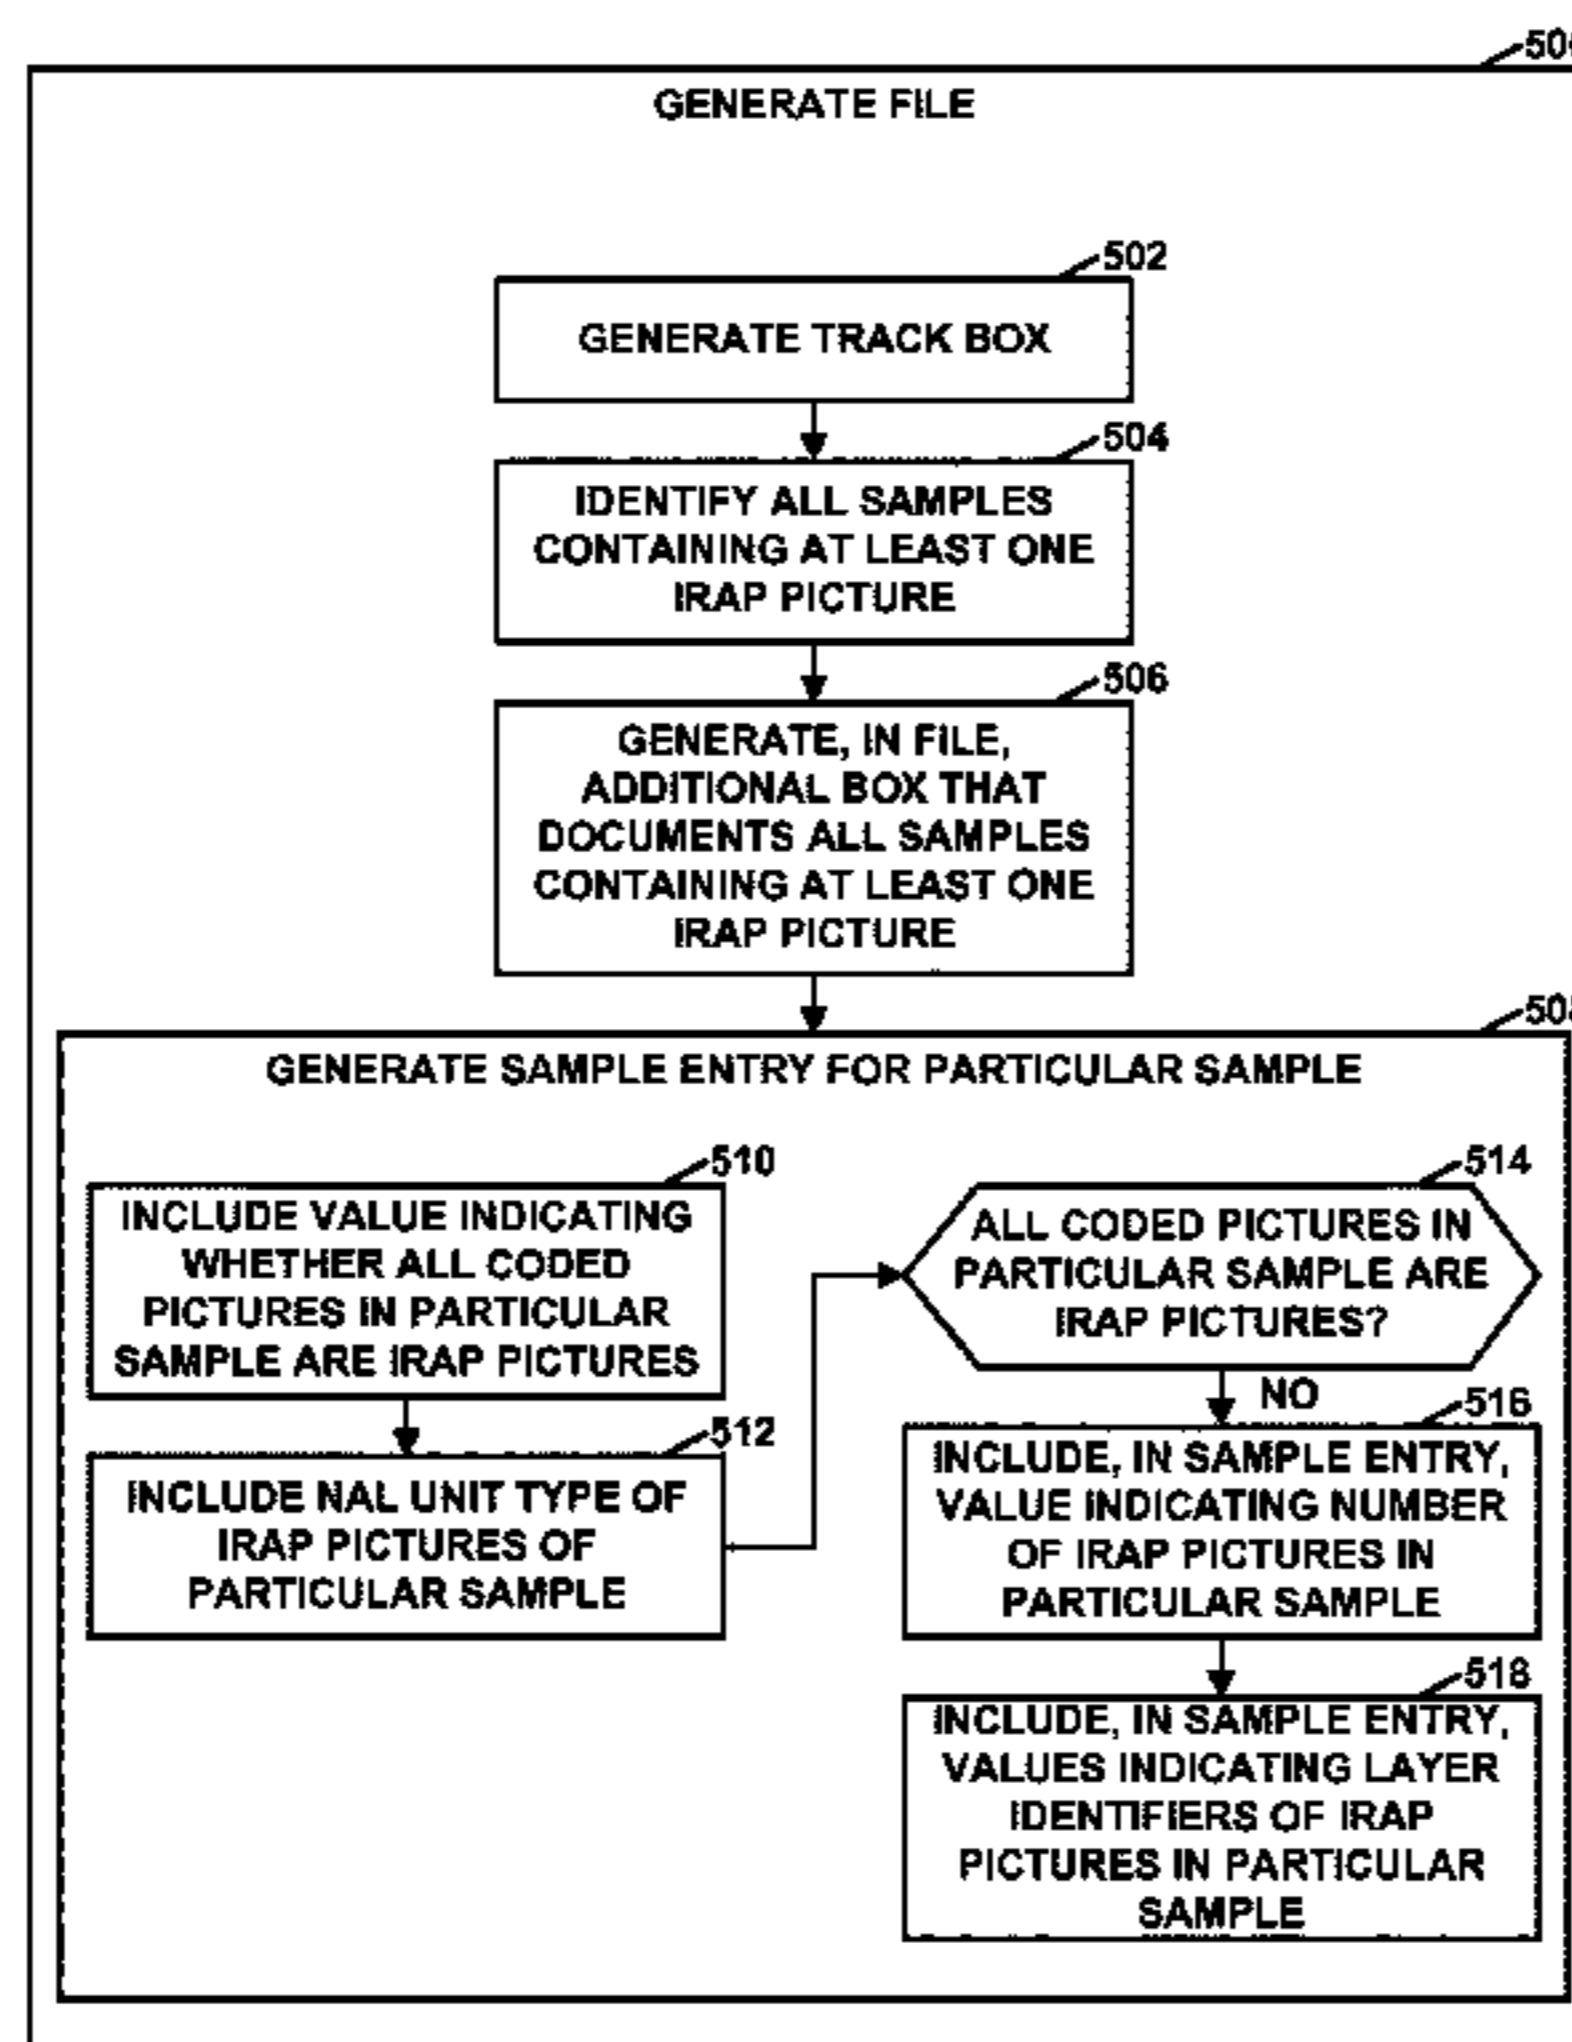 GENERATE FILE
502
GENERATE TRACK BOX
504
IDENTIFY ALL SAMPLES
CONTAINING AT LEAST ONE
IRAP PICTURE
506
GENERATE, IN FILE,
ADDITIONAL BOX THAT
DOCUMENTS ALL SAMPLES
CONTAINING AT LEAST ONE
IRAP PICTURE
GENERATE SAMPLE ENTRY FOR PARTICULAR SAMPLE
510
INCLUDE VALUE INDICATING
WHETHER ALL CODED
PICTURES IN PARTICULAR
SAMPLE ARE IRAP PICTURES
512
INCLUDE NAL UNIT TYPE OF
IRAP PICTURES OF
PARTICULAR SAMPLE
514
ALL CODED PICTURES IN
PARTICULAR SAMPLE ARE
IRAP PICTURES?
NO
516
INCLUDE, IN SAMPLE ENTRY,
VALUE INDICATING NUMBER
OF IRAP PICTURES IN
PARTICULAR SAMPLE
518
INCLUDE, IN SAMPLE ENTRY,
VALUES INDICATING LAYER
IDENTIFIERS OF IRAP
PICTURES IN PARTICULAR
SAMPLE